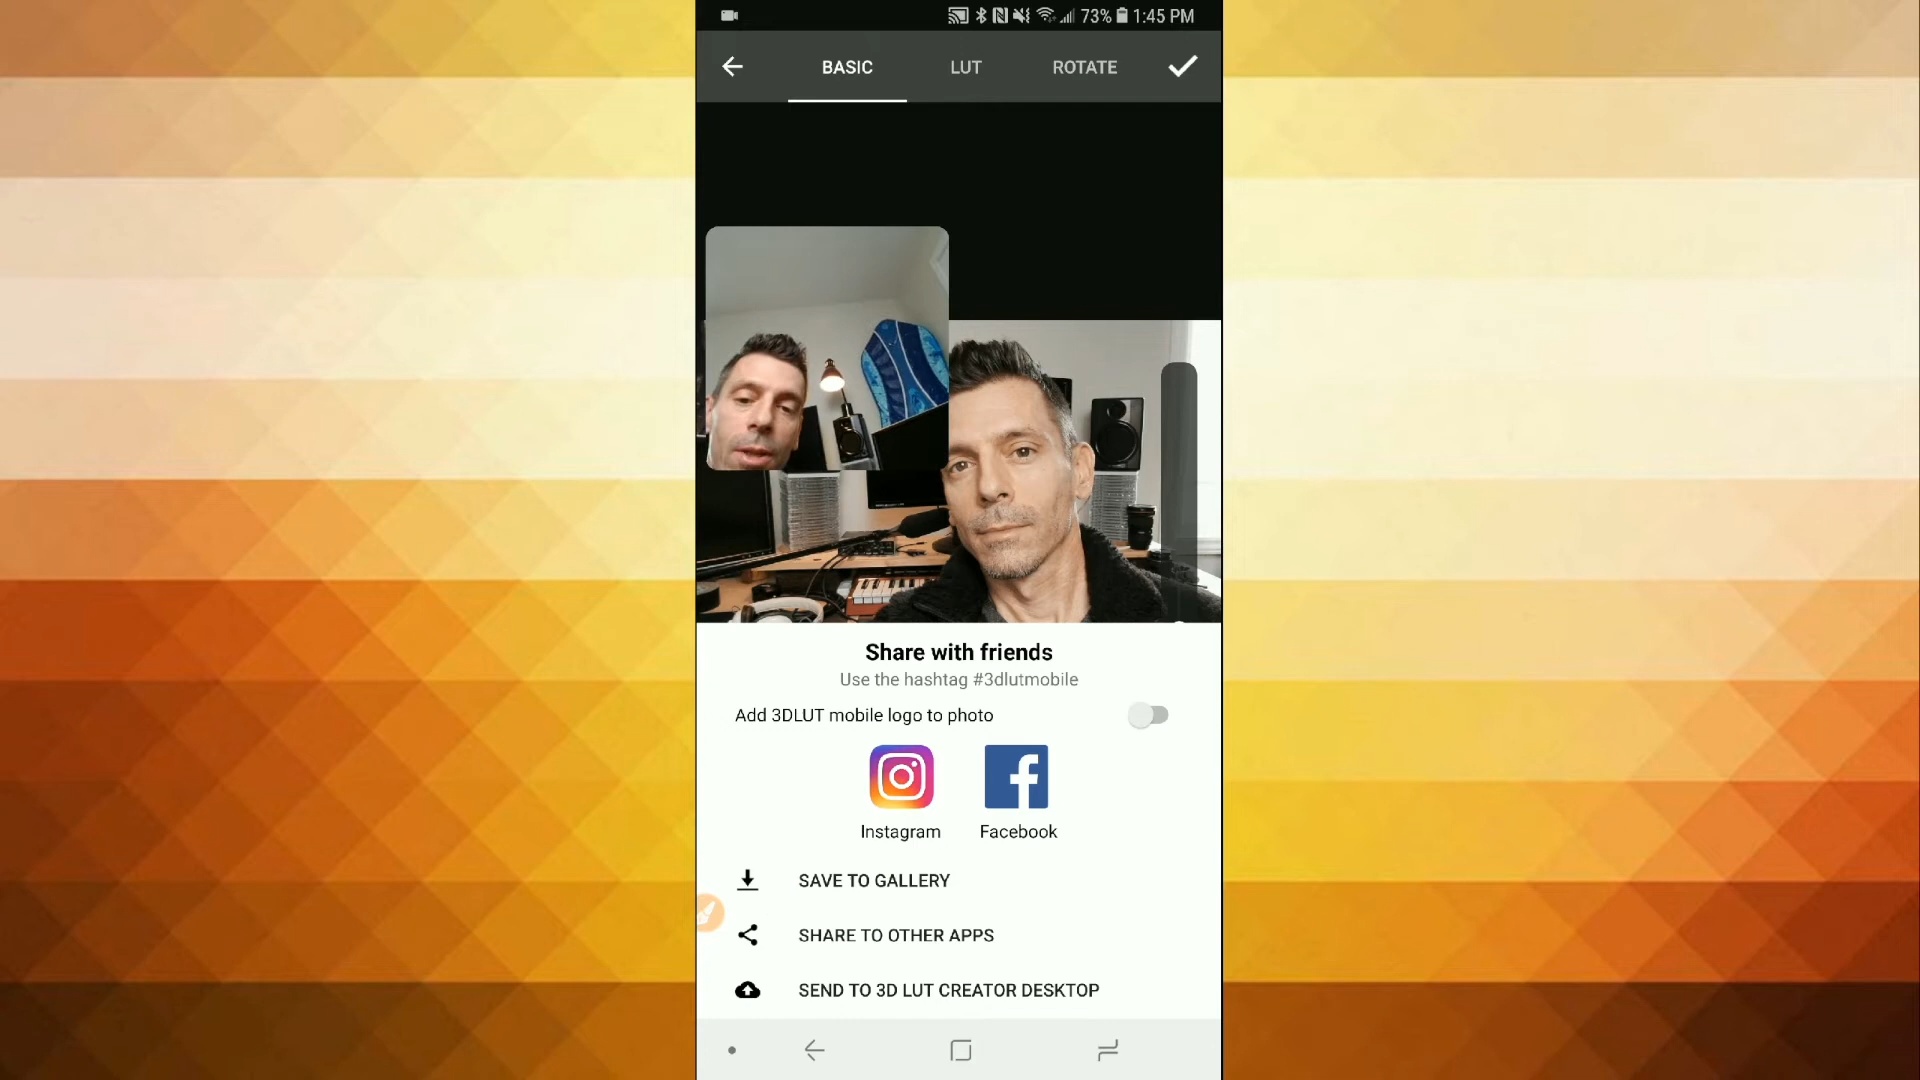 73% 1:45 PM
BASIC LUT ROTATE
Share with friends
Use the hashtag #3dlutmobile
Add 3DLUT mobile logo to photo
Instagram Facebook
SAVE TO GALLERY
SHARE TO OTHER APPS
SEND TO 3D LUT CREATOR DESKTOP